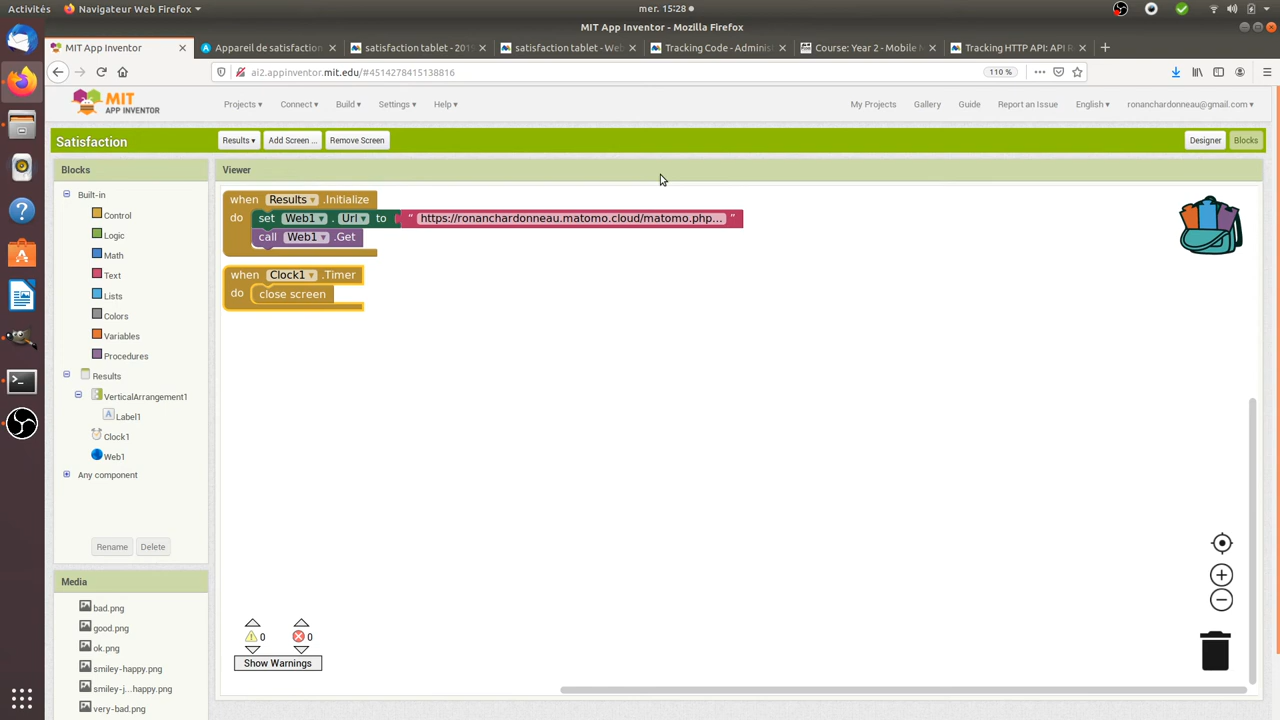 Activités
Navigateur Web Firefox ▾
mer. 15:28 ●
MIT App Inventor - Mozilla Firefox
MIT App Inventor
Appareil de satisfaction
satisfaction tablet - 201
satisfaction tablet - Web
Tracking Code - Adminis
Course: Year 2 - Mobile M
Tracking HTTP API: API R
ai2.appinventor.mit.edu/#4514278415138816
110 %
MIT
APP INVENTOR
Projects ▾
Connect ▾
Build ▾
Settings ▾
Help ▾
My Projects
Gallery
Guide
Report an Issue
English ▾
ronanchardonneau@gmail.com ▾
Satisfaction
Results ▾
Add Screen ...
Remove Screen
Designer
Blocks
Blocks
Viewer
Built-in
Control
Logic
Math
Text
Lists
Colors
Variables
Procedures
Results
VerticalArrangement1
Label1
Clock1
Web1
Any component
Rename
Delete
Media
bad.png
good.png
ok.png
smiley-happy.png
smiley-j...happy.png
very-bad.png
when Results ▾ .Initialize
do set Web1 ▾ . Url ▾ to " https://ronanchardonneau.matomo.cloud/matomo.php... "
call Web1 ▾ .Get
when Clock1 ▾ .Timer
do close screen
0
0
Show Warnings